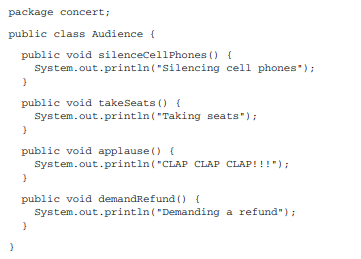 package concert;
public class Audience {
public void silenceCellPhones() {
System.out.println("Silencing cell phones");
}
public void takeSeats() {
System.out.println("Taking seats");
}
public void applause() {
System.out.println("CLAP CLAP CLAP!!!");
}
public void demandRefund() {
System.out.println("Demanding a refund");
}
}